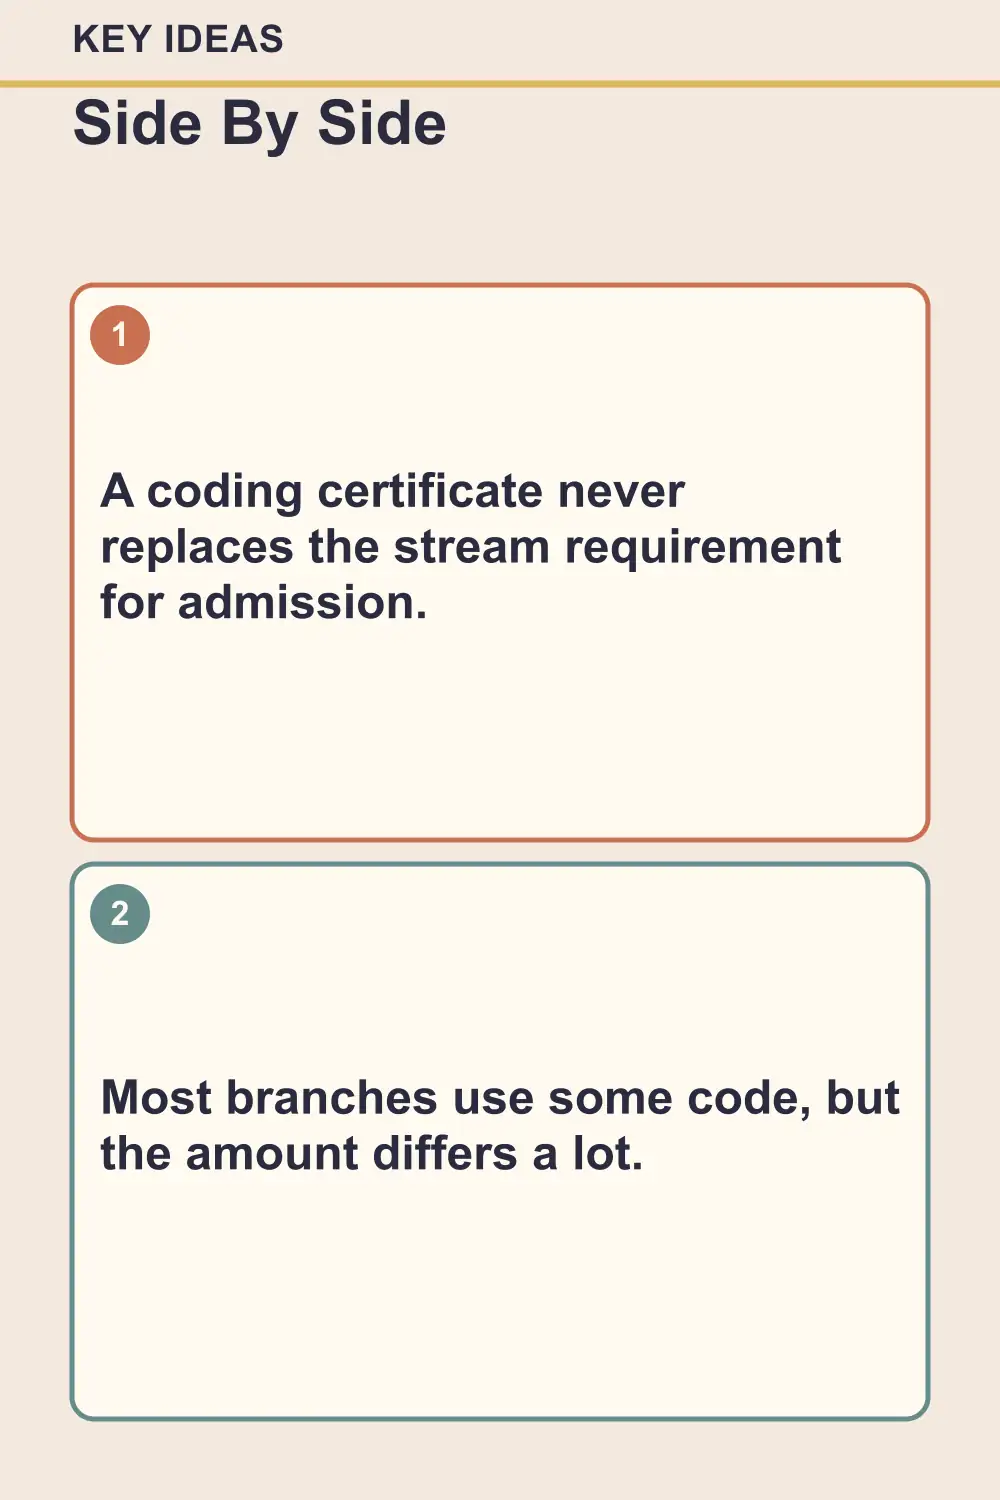 KEY IDEAS
Side By Side
1
A coding certificate never
replaces the stream requirement
for admission.
2
Most branches use some code, but
the amount differs a lot.